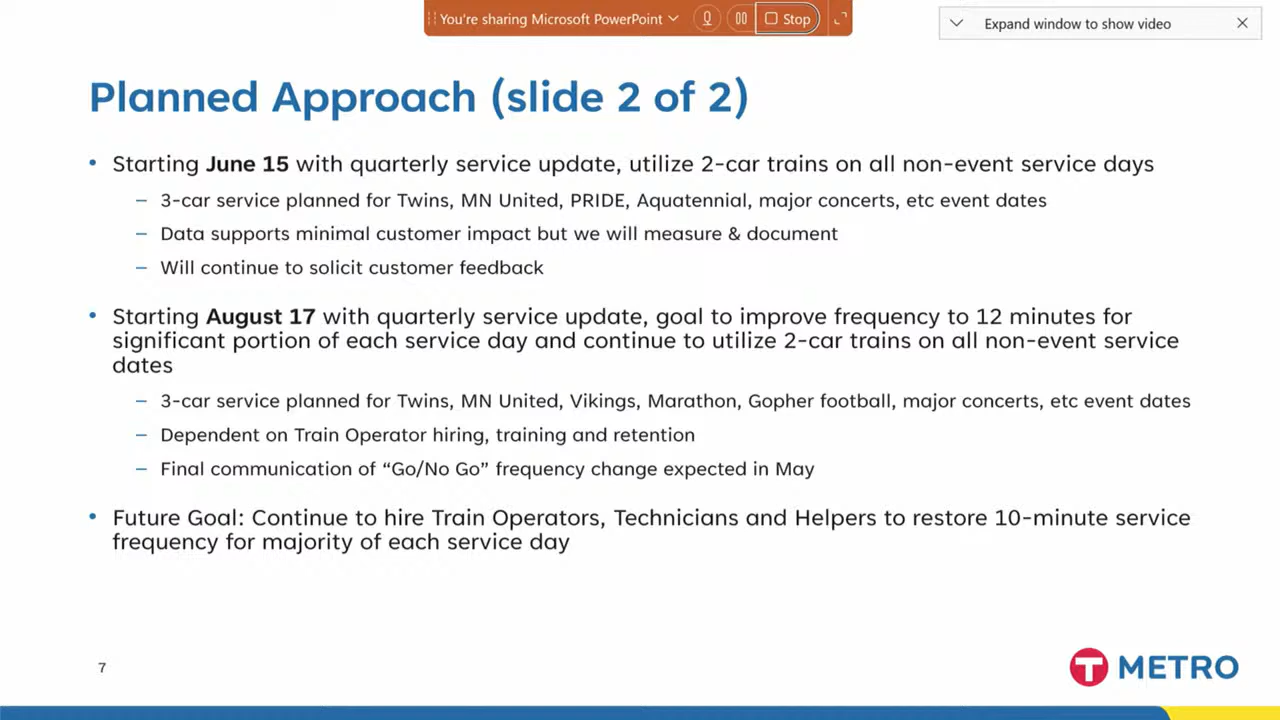 You're sharing Microsoft PowerPoint
Stop
Expand window to show video
Planned Approach (slide 2 of 2)
• Starting June 15 with quarterly service update, utilize 2-car trains on all non-event service days
– 3-car service planned for Twins, MN United, PRIDE, Aquatennial, major concerts, etc event dates
– Data supports minimal customer impact but we will measure & document
– Will continue to solicit customer feedback
• Starting August 17 with quarterly service update, goal to improve frequency to 12 minutes for
significant portion of each service day and continue to utilize 2-car trains on all non-event service
dates
– 3-car service planned for Twins, MN United, Vikings, Marathon, Gopher football, major concerts, etc event dates
– Dependent on Train Operator hiring, training and retention
– Final communication of “Go/No Go” frequency change expected in May
• Future Goal: Continue to hire Train Operators, Technicians and Helpers to restore 10-minute service
frequency for majority of each service day
7
T METRO